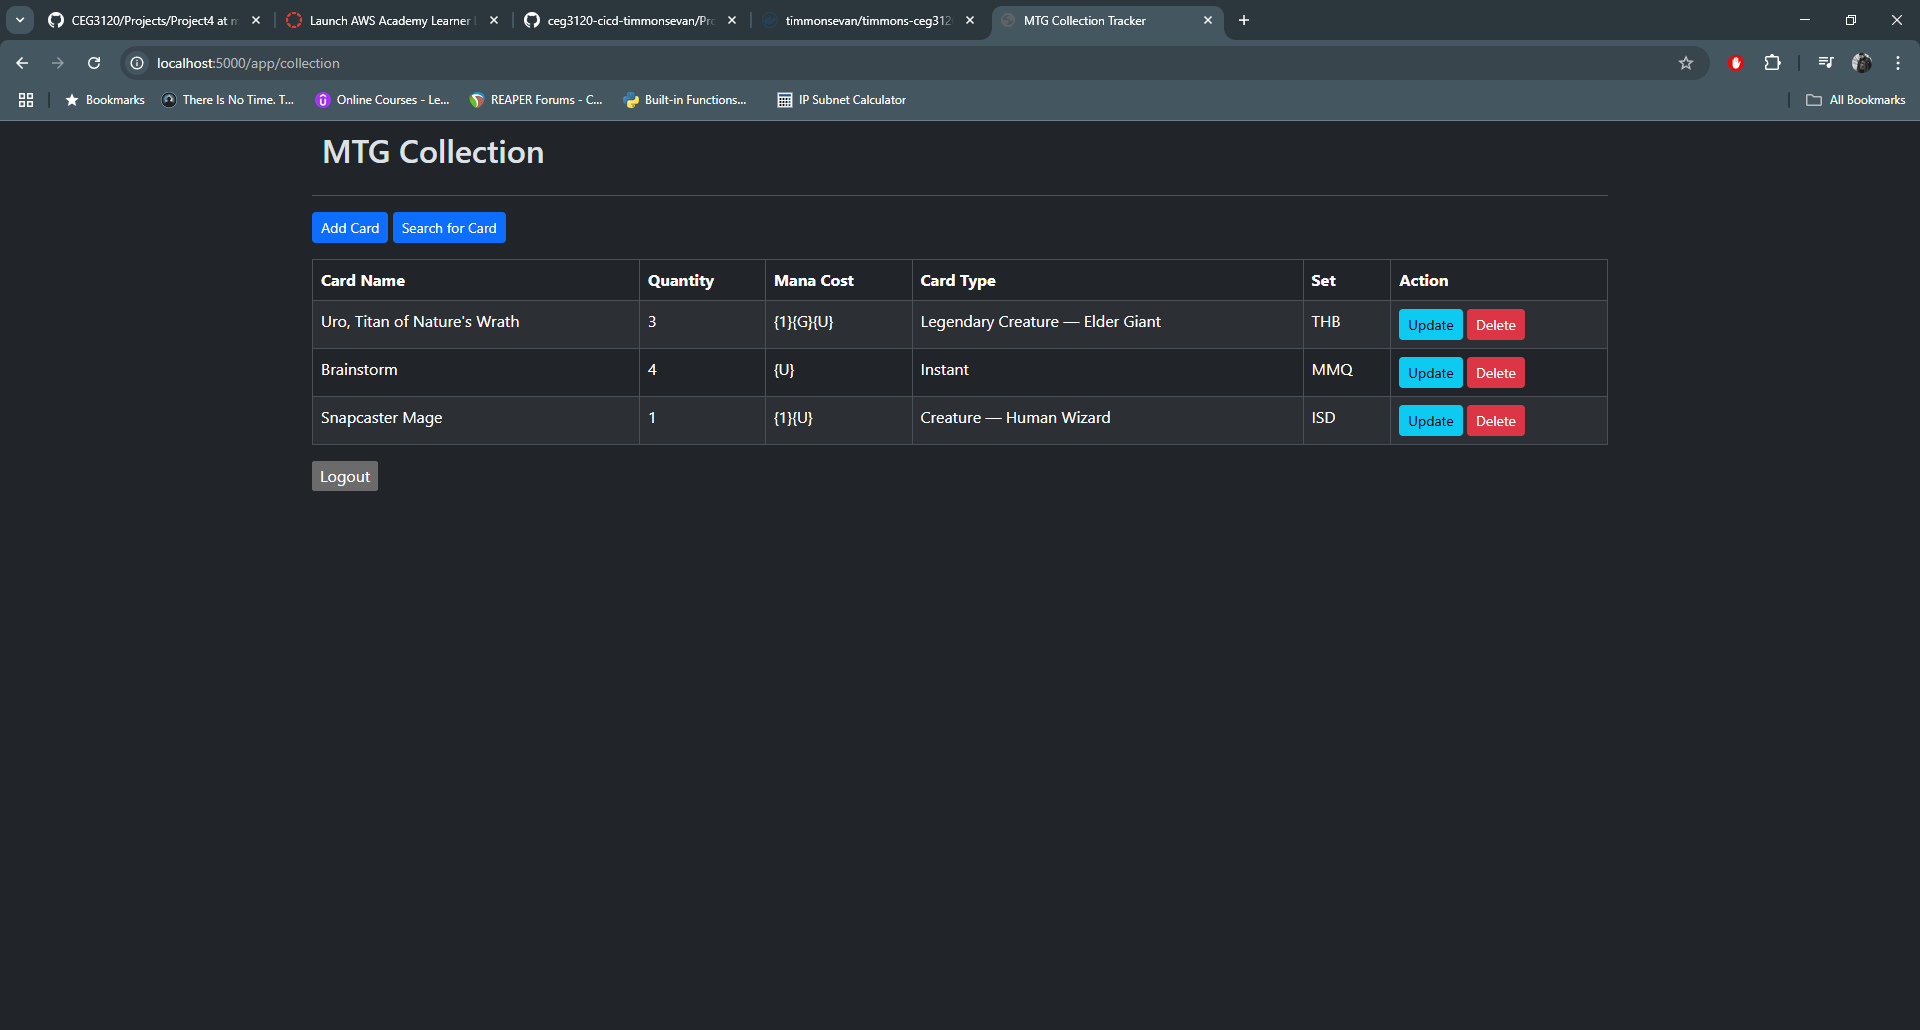 CEG3120/Projects/Project4 at m
Launch AWS Academy Learner
ceg3120-cicd-timmonsevan/Pro
timmonsevan/timmons-ceg312
MTG Collection Tracker
localhost:5000/app/collection
Bookmarks
There Is No Time. T...
Online Courses - Le...
REAPER Forums - C...
Built-in Functions...
IP Subnet Calculator
All Bookmarks
MTG Collection
Add Card Search for Card
Card Name Quantity Mana Cost Card Type Set Action
Uro, Titan of Nature's Wrath 3 {1}{G}{U} Legendary Creature — Elder Giant THB Update Delete
Brainstorm 4 {U} Instant MMQ Update Delete
Snapcaster Mage 1 {1}{U} Creature — Human Wizard ISD Update Delete
Logout